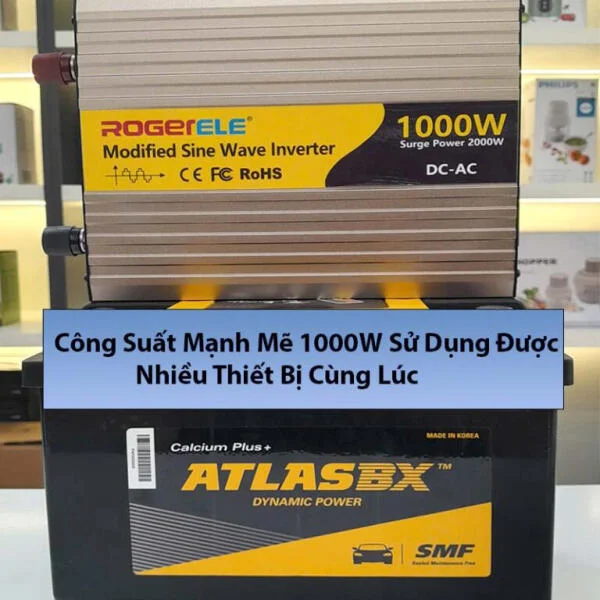 ROGERELE®
1000W
Modified Sine Wave Inverter
Surge Power 2000W
CE FC RoHS
DC-AC
PHILIPS
Công Suất Mạnh Mẽ 1000W Sử Dụng Được
Nhiều Thiết Bị Cùng Lúc
MADE IN KOREA
Calcium Plus+
ATLASBX™
DYNAMIC POWER
SMF
Sealed Maintenance Free